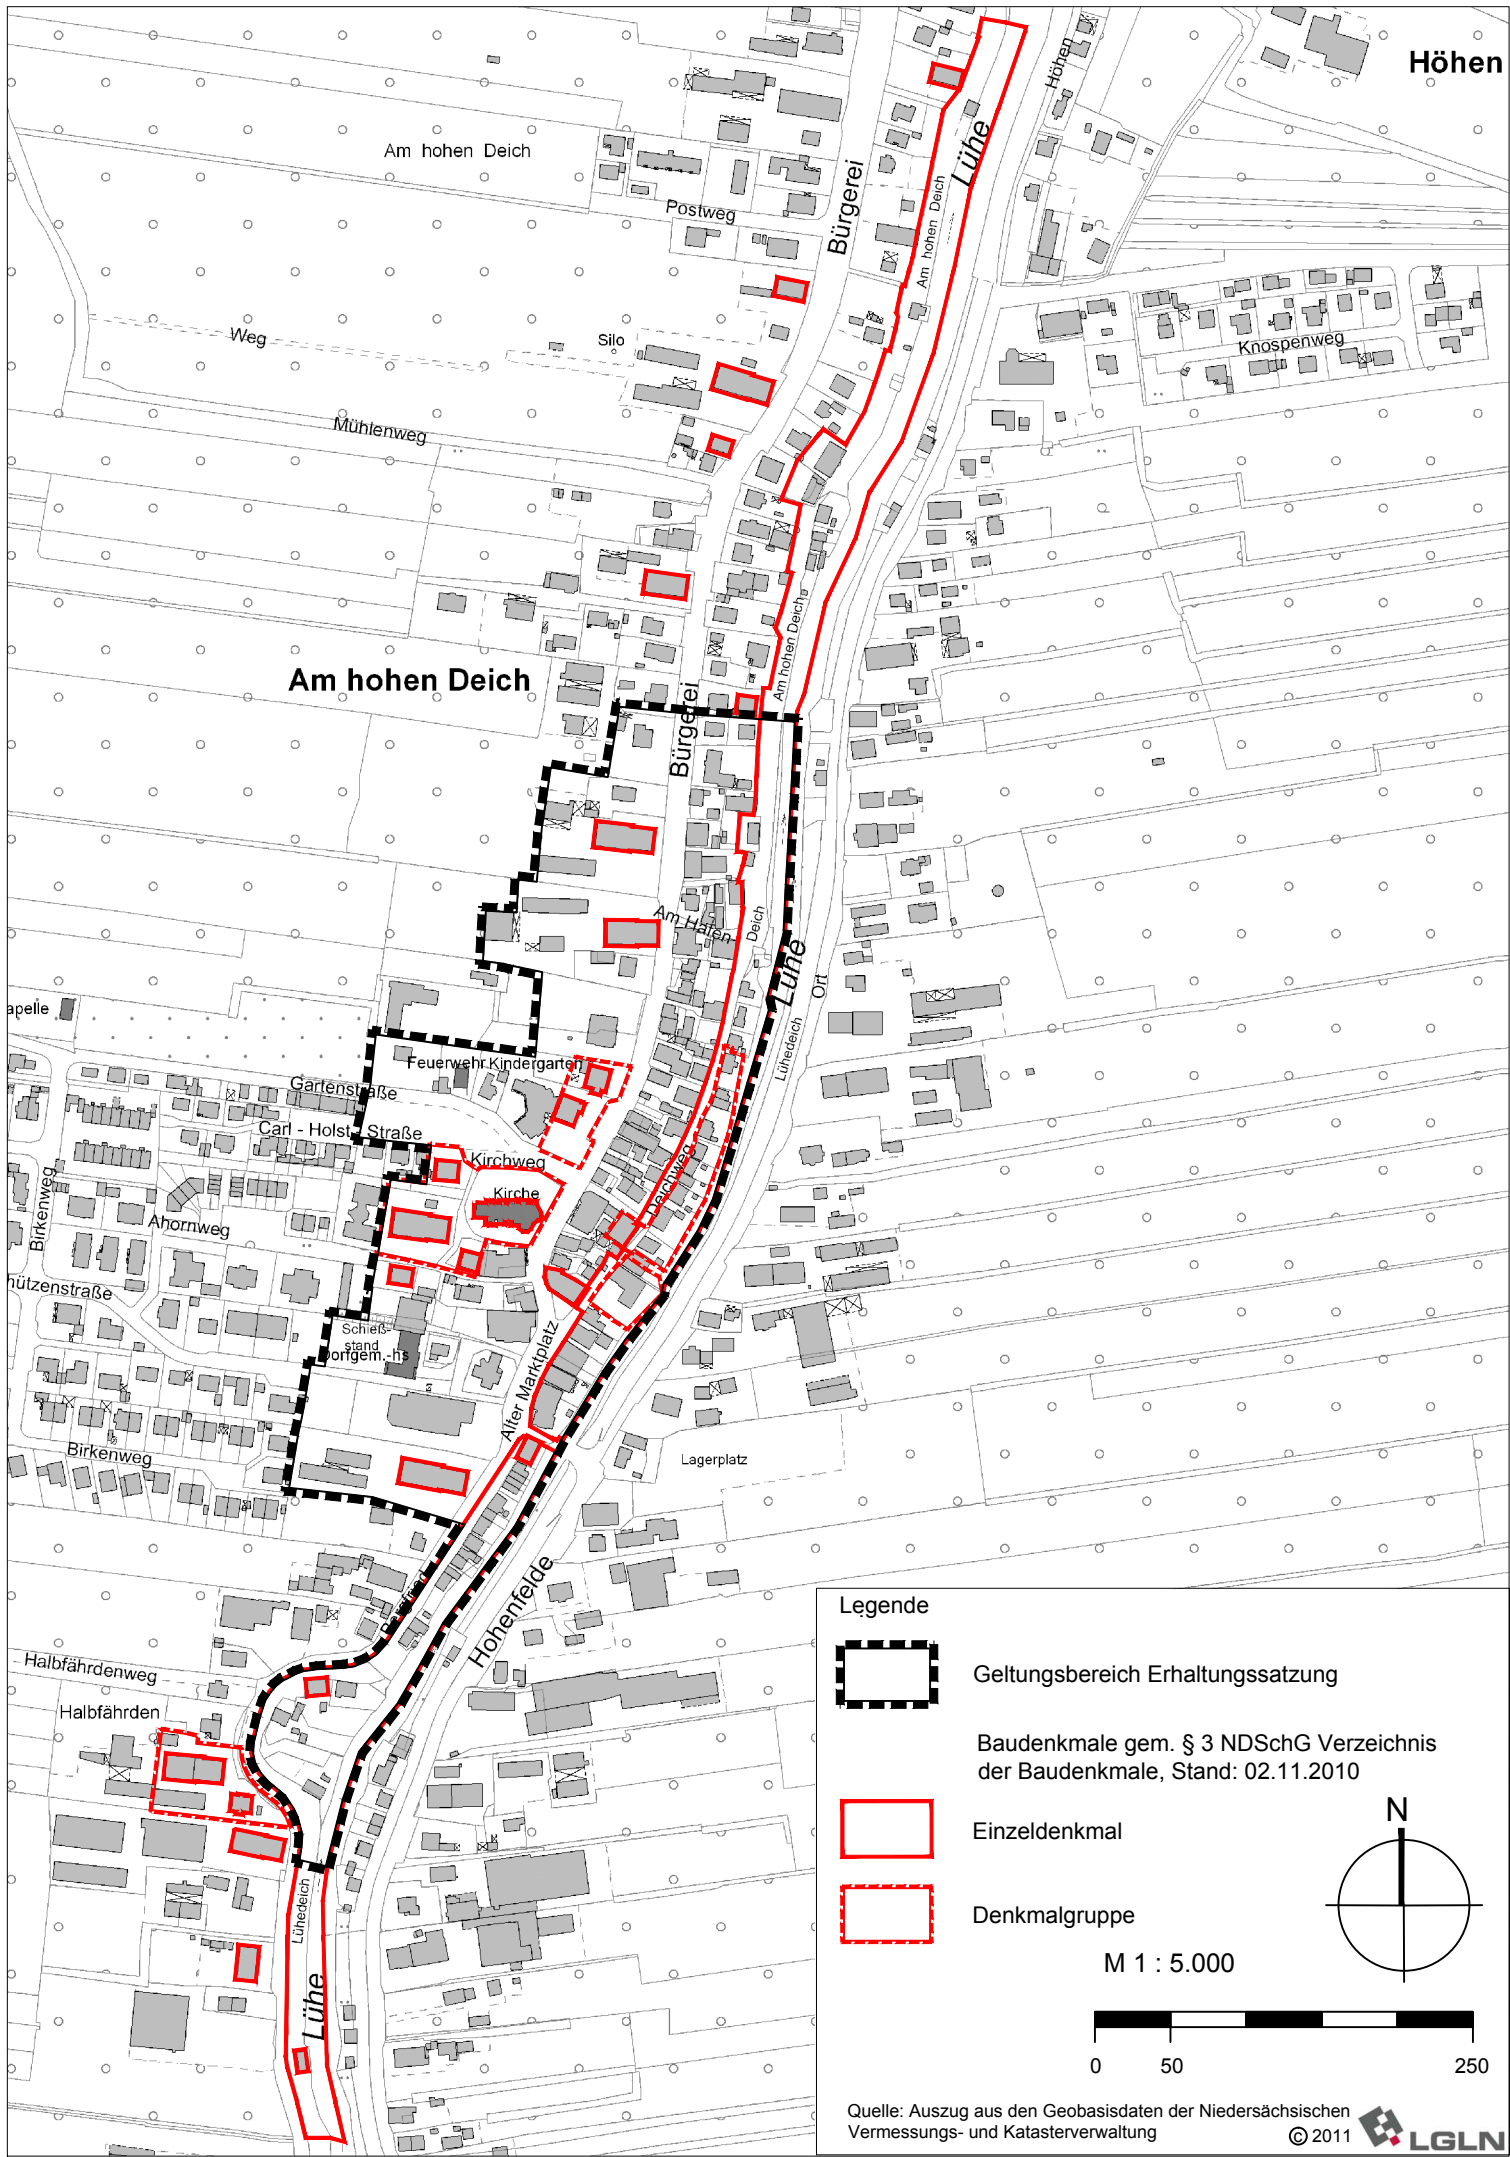 Höhen
Höhen
Lühe
Am hohen Deich
Bürgerei
Am hohen Deich
Postweg
Weg
Silo
Knospenweg
Mühlenweg
Am hohen Deich
Am hohen Deich
Bürgerei
Am Hafen
Deich
Lühe
Ort
apelle
Lühedeich
Feuerwehr Kindergarten
Gartenstraße
Carl - Holst - Straße
Kirchweg
Deichweg
Kirche
Birkenweg
Ahornweg
hützenstraße
Schieß-
stand
Dorfgem.-hs
Alter Marktplatz
Birkenweg
Lagerplatz
Hohenfelde
Halbfährdenweg
Halbfährden
Lühedeich
Lühe
Legende
Geltungsbereich Erhaltungssatzung
Baudenkmale gem. § 3 NDSchG Verzeichnis
der Baudenkmale, Stand: 02.11.2010
Einzeldenkmal
N
Denkmalgruppe
M 1 : 5.000
0 50 250
Quelle: Auszug aus den Geobasisdaten der Niedersächsischen
Vermessungs- und Katasterverwaltung © 2011 LGLN